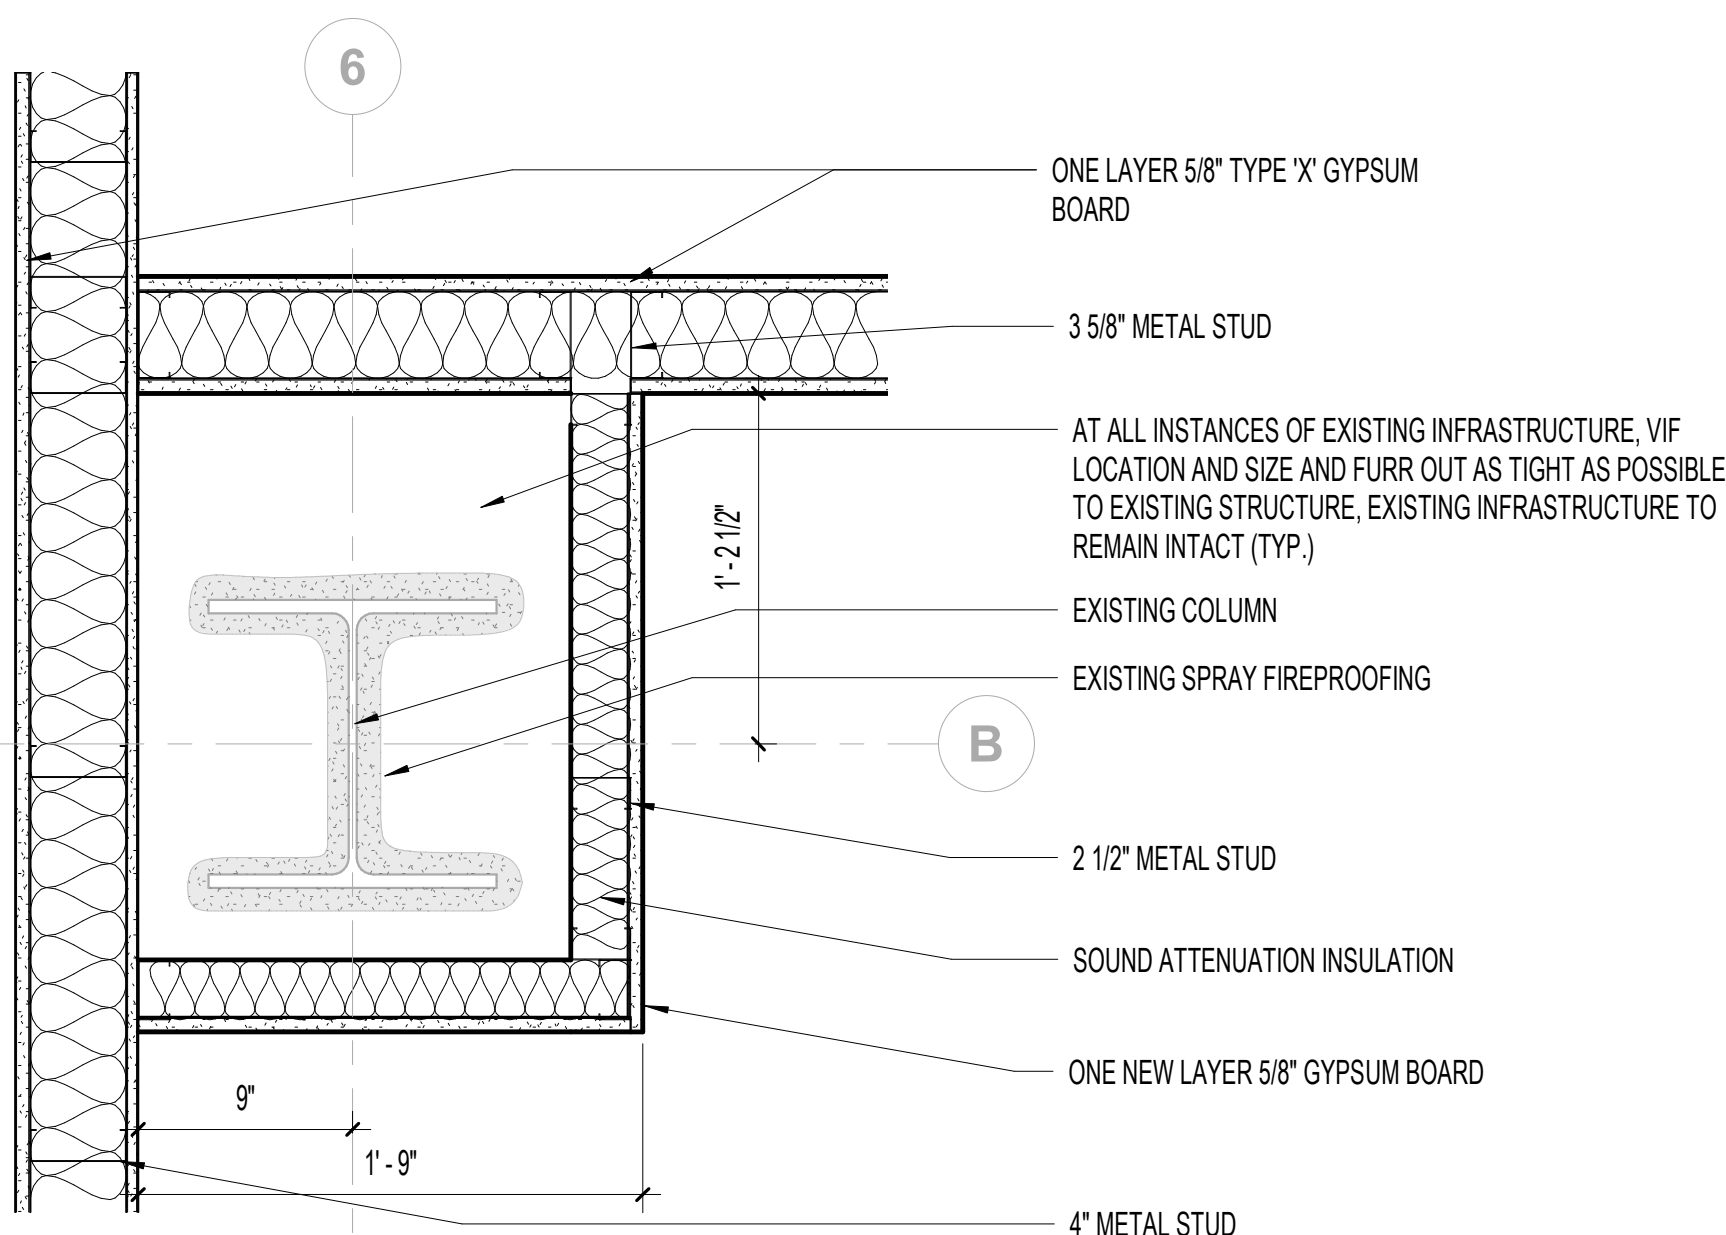 6
ONE LAYER 5/8" TYPE 'X' GYPSUM
BOARD
3 5/8" METAL STUD
AT ALL INSTANCES OF EXISTING INFRASTRUCTURE, VIF
LOCATION AND SIZE AND FURR OUT AS TIGHT AS POSSIBLE
TO EXISTING STRUCTURE, EXISTING INFRASTRUCTURE TO
REMAIN INTACT (TYP.)
1' - 2 1/2"
EXISTING COLUMN
EXISTING SPRAY FIREPROOFING
B
2 1/2" METAL STUD
SOUND ATTENUATION INSULATION
ONE NEW LAYER 5/8" GYPSUM BOARD
9"
1' - 9"
4" METAL STUD